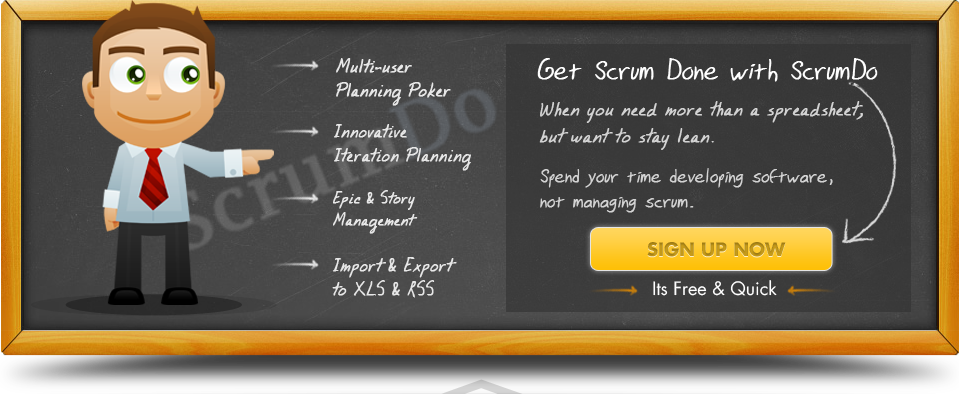 Multi-user
Planning Poker
Innovative
Iteration Planning
Epic & Story
Management
Import & Export
to XLS & RSS
ScrumDo
Get Scrum Done with ScrumDo
When you need more than a spreadsheet,
but want to stay lean.
Spend your time developing software,
not managing scrum.
SIGN UP NOW
Its Free & Quick